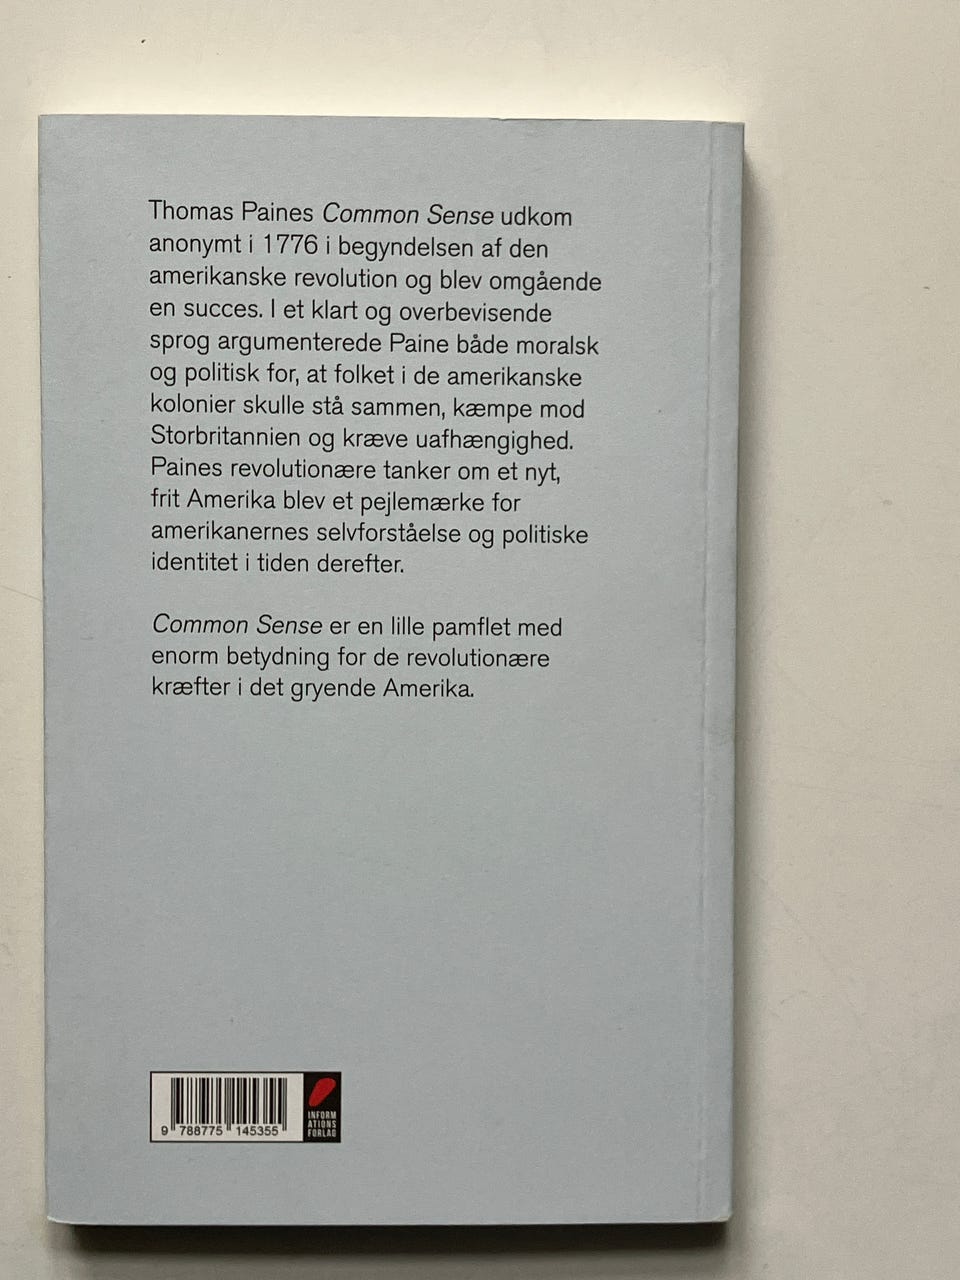 Thomas Paines Common Sense udkom
anonymt i 1776 i begyndelsen af den
amerikanske revolution og blev omgående
en succes. I et klart og overbevisende
sprog argumenterede Paine både moralsk
og politisk for, at folket i de amerikanske
kolonier skulle stå sammen, kæmpe mod
Storbritannien og kræve uafhængighed.
Paines revolutionære tanker om et nyt,
frit Amerika blev et pejlemærke for
amerikanernes selvforståelse og politiske
identitet i tiden derefter.
Common Sense er en lille pamflet med
enorm betydning for de revolutionære
kræfter i det gryende Amerika.
9 788775 145355
INFORM
ATIONS
FORLAG